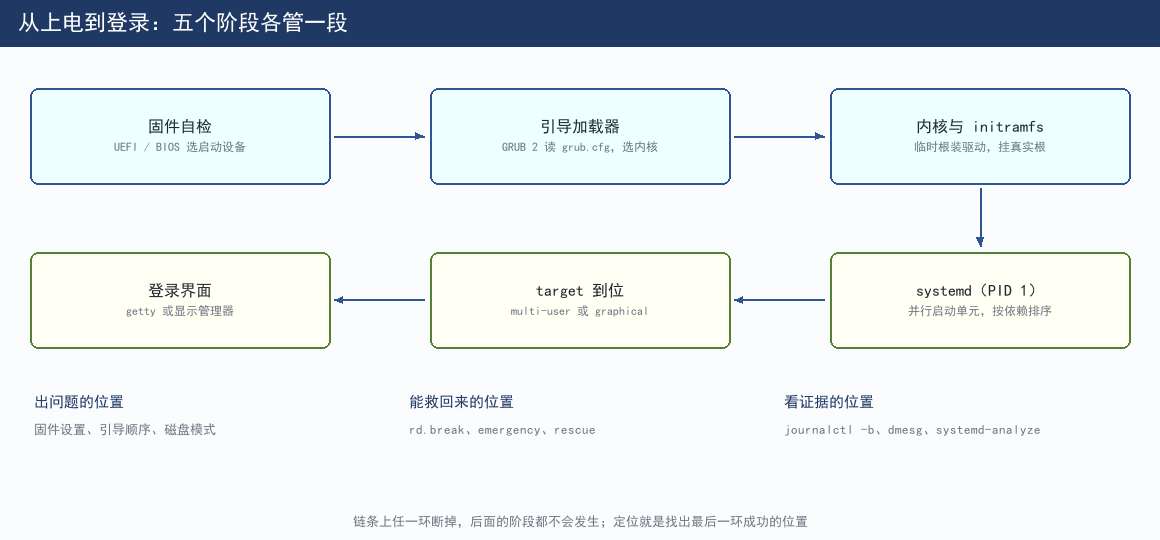 从上电到登录：五个阶段各管一段
固件自检
UEFI / BIOS 选启动设备
引导加载器
GRUB 2 读 grub.cfg，选内核
内核与 initramfs
临时根装驱动，挂真实根
登录界面
getty 或显示管理器
target 到位
multi-user 或 graphical
systemd（PID 1）
并行启动单元，按依赖排序
出问题的位置
固件设置、引导顺序、磁盘模式
能救回来的位置
rd.break、emergency、rescue
看证据的位置
journalctl -b、dmesg、systemd-analyze
链条上任一环断掉，后面的阶段都不会发生；定位就是找出最后一环成功的位置